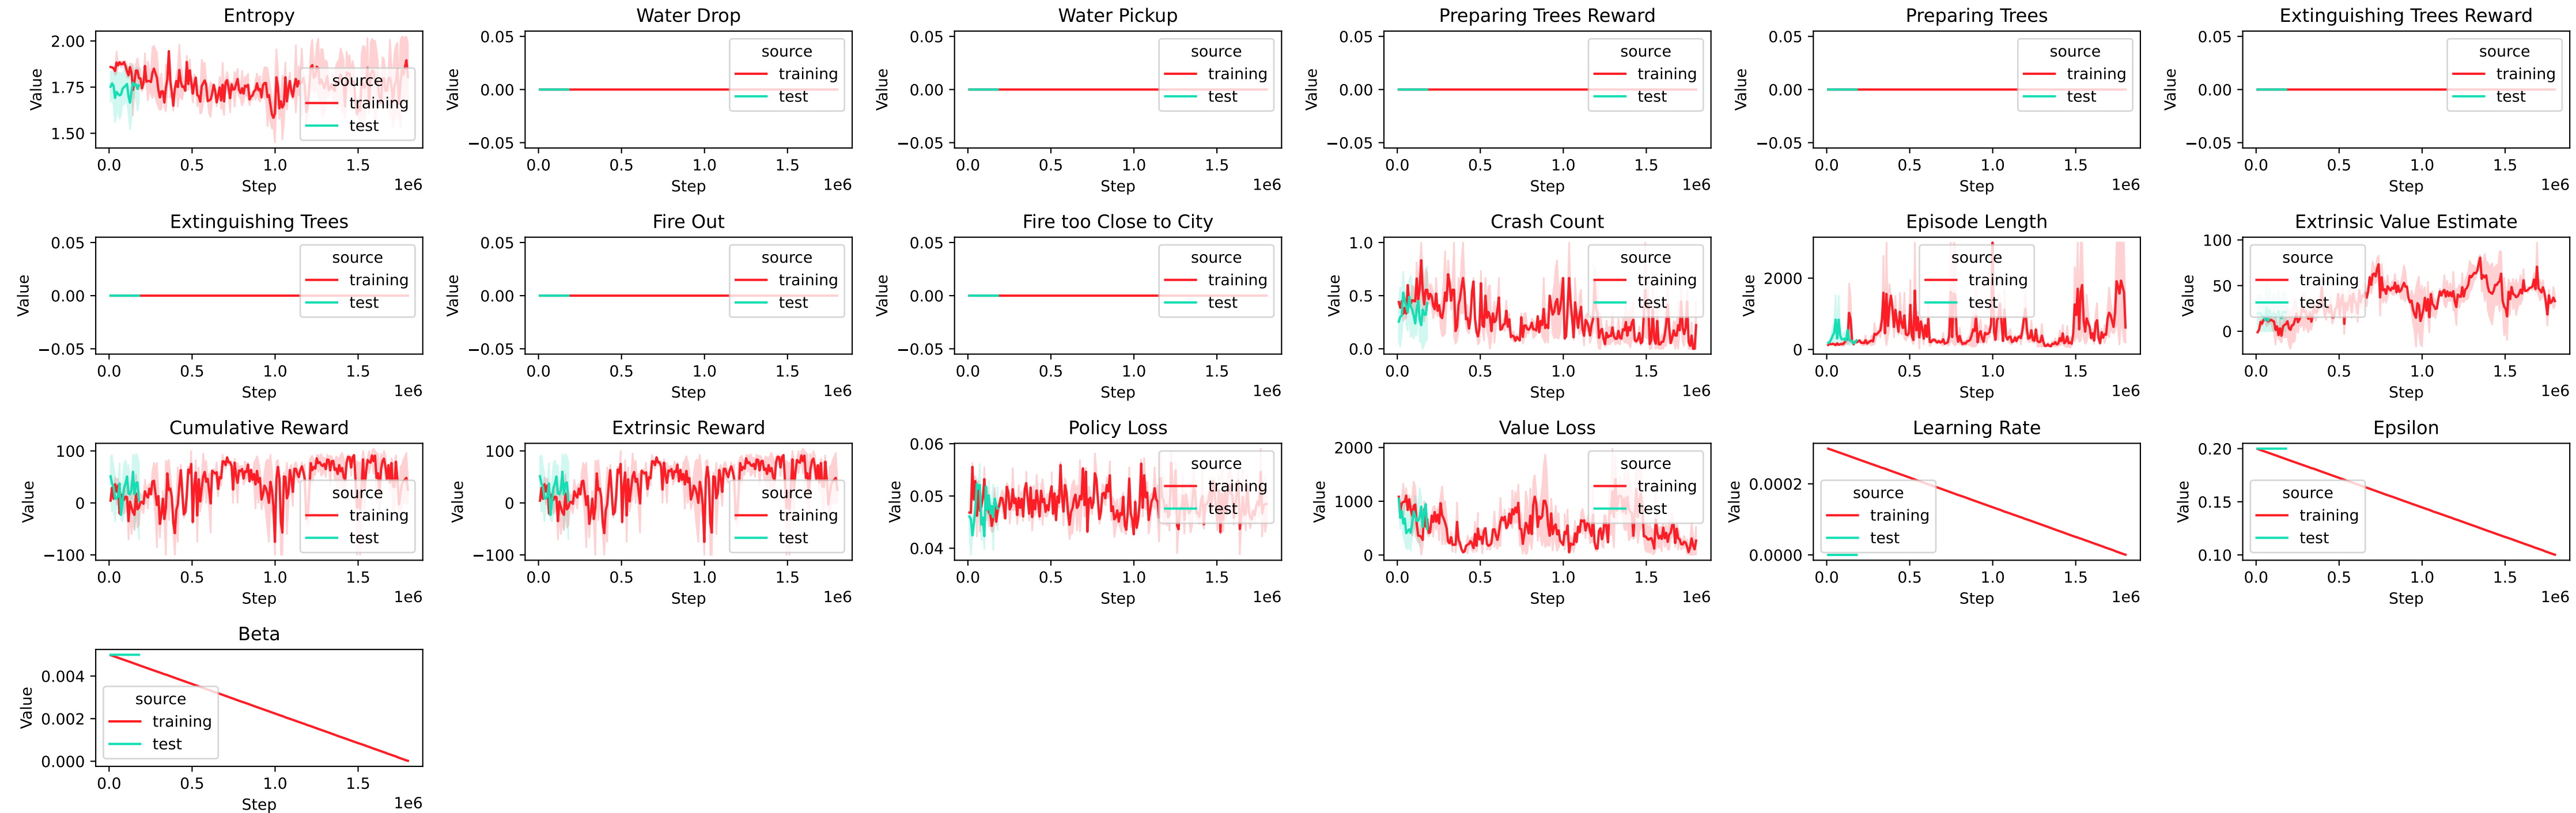 Entropy
Value
2.00
1.75
1.50
source
training
test
0.0 0.5 1.0 1.5
Step 1e6
Water Drop
Value
0.05
0.00
−0.05
source
training
test
0.0 0.5 1.0 1.5
Step 1e6
Water Pickup
Value
0.05
0.00
−0.05
source
training
test
0.0 0.5 1.0 1.5
Step 1e6
Preparing Trees Reward
Value
0.05
0.00
−0.05
source
training
test
0.0 0.5 1.0 1.5
Step 1e6
Preparing Trees
Value
0.05
0.00
−0.05
source
training
test
0.0 0.5 1.0 1.5
Step 1e6
Extinguishing Trees Reward
Value
0.05
0.00
−0.05
source
training
test
0.0 0.5 1.0 1.5
Step 1e6
Extinguishing Trees
Value
0.05
0.00
−0.05
source
training
test
0.0 0.5 1.0 1.5
Step 1e6
Fire Out
Value
0.05
0.00
−0.05
source
training
test
0.0 0.5 1.0 1.5
Step 1e6
Fire too Close to City
Value
0.05
0.00
−0.05
source
training
test
0.0 0.5 1.0 1.5
Step 1e6
Crash Count
Value
1.0
0.5
0.0
source
training
test
0.0 0.5 1.0 1.5
Step 1e6
Episode Length
Value
2000
0
source
training
test
0.0 0.5 1.0 1.5
Step 1e6
Extrinsic Value Estimate
Value
100
50
0
source
training
test
0.0 0.5 1.0 1.5
Step 1e6
Cumulative Reward
Value
100
0
−100
source
training
test
0.0 0.5 1.0 1.5
Step 1e6
Extrinsic Reward
Value
100
0
−100
source
training
test
0.0 0.5 1.0 1.5
Step 1e6
Policy Loss
Value
0.06
0.05
0.04
source
training
test
0.0 0.5 1.0 1.5
Step 1e6
Value Loss
Value
2000
1000
0
source
training
test
0.0 0.5 1.0 1.5
Step 1e6
Learning Rate
Value
0.0002
0.0000
source
training
test
0.0 0.5 1.0 1.5
Step 1e6
Epsilon
Value
0.20
0.15
0.10
source
training
test
0.0 0.5 1.0 1.5
Step 1e6
Beta
Value
0.004
0.002
0.000
source
training
test
0.0 0.5 1.0 1.5
Step 1e6